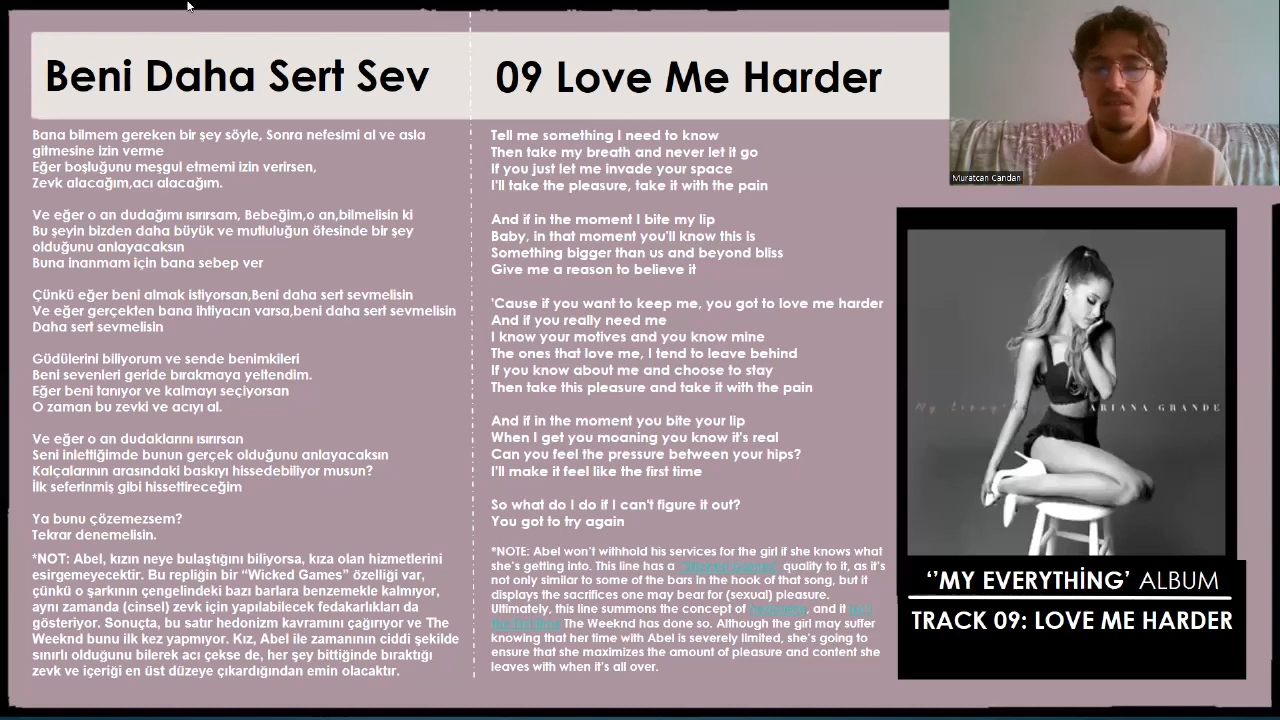 Beni Daha Sert Sev
Bana bilmem gereken bir şey söyle, Sonra nefesimi al ve asla
gitmesine izin verme
Eğer boşluğunu meşgul etmemi izin verirsen,
Zevk alacağım,acı alacağım.
Ve eğer o an dudağımı ısırırsam, Bebeğim,o an,bilmelisin ki
Bu şeyin bizden daha büyük ve mutluluğun ötesinde bir şey
olduğunu anlayacaksın
Buna inanmam için bana sebep ver
Çünkü eğer beni almak istiyorsan,Beni daha sert sevmelisin
Ve eğer gerçekten bana ihtiyacın varsa,beni daha sert sevmelisin
Daha sert sevmelisin
Güdülerini biliyorum ve sende benimkileri
Beni sevenleri geride bırakmaya yeltendim.
Eğer beni tanıyor ve kalmayı seçiyorsan
O zaman bu zevki ve acıyı al.
Ve eğer o an dudaklarını ısırırsan
Seni inlettiğimde bunun gerçek olduğunu anlayacaksın
Kalçalarının arasındaki baskıyı hissedebiliyor musun?
İlk seferinmiş gibi hissettireceğim
Ya bunu çözemezsem?
Tekrar denemelisin.
*NOT: Abel, kızın neye bulaştığını biliyorsa, kıza olan hizmetlerini
esirgemeyecektir. Bu repliğin bir “Wicked Games” özelliği var,
çünkü o şarkının çengelindeki bazı barlara benzemekle kalmıyor,
aynı zamanda (cinsel) zevk için yapılabilecek fedakarlıkları da
gösteriyor. Sonuçta, bu satır hedonizm kavramını çağırıyor ve The
Weeknd bunu ilk kez yapmıyor. Kız, Abel ile zamanının ciddi şekilde
sınırlı olduğunu bilerek acı çekse de, her şey bittiğinde bıraktığı
zevk ve içeriği en üst düzeye çıkardığından emin olacaktır.
09 Love Me Harder
Tell me something I need to know
Then take my breath and never let it go
If you just let me invade your space
I'll take the pleasure, take it with the pain
And if in the moment I bite my lip
Baby, in that moment you'll know this is
Something bigger than us and beyond bliss
Give me a reason to believe it
'Cause if you want to keep me, you got to love me harder
And if you really need me
I know your motives and you know mine
The ones that love me, I tend to leave behind
If you know about me and choose to stay
Then take this pleasure and take it with the pain
And if in the moment you bite your lip
When I get you moaning you know it's real
Can you feel the pressure between your hips?
I'll make it feel like the first time
So what do I do if I can't figure it out?
You got to try again
*NOTE: Abel won't withhold his services for the girl if she knows what
she's getting into. This line has a "Wicked Games" quality to it, as it's
not only similar to some of the bars in the hook of that song, but it
displays the sacrifices one may bear for (sexual) pleasure.
Ultimately, this line summons the concept of hedonism, and it isn't
the first time The Weeknd has done so. Although the girl may suffer
knowing that her time with Abel is severely limited, she's going to
ensure that she maximizes the amount of pleasure and content she
leaves with when it's all over.
Muratcan Candan
My Everything
ARIANA GRANDE
‘’MY EVERYTHİNG’ ALBUM
TRACK 09: LOVE ME HARDER